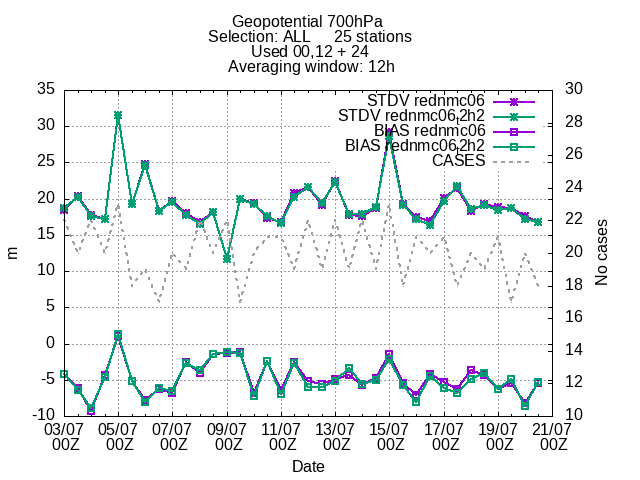 Geopotential 700hPa
Selection: ALL 25 stations
Used 00,12 + 24
Averaging window: 12h
STDV rednmc06
STDV rednmc06,2h2
BIAS rednmc06
BIAS rednmc06,2h2
CASES
35
30
25
20
15
10
5
0
-5
-10
m
30
28
26
24
22
20
18
16
14
12
10
No cases
03/07 05/07 07/07 09/07 11/07 13/07 15/07 17/07 19/07 21/07
00Z 00Z 00Z 00Z 00Z 00Z 00Z 00Z 00Z 00Z
Date